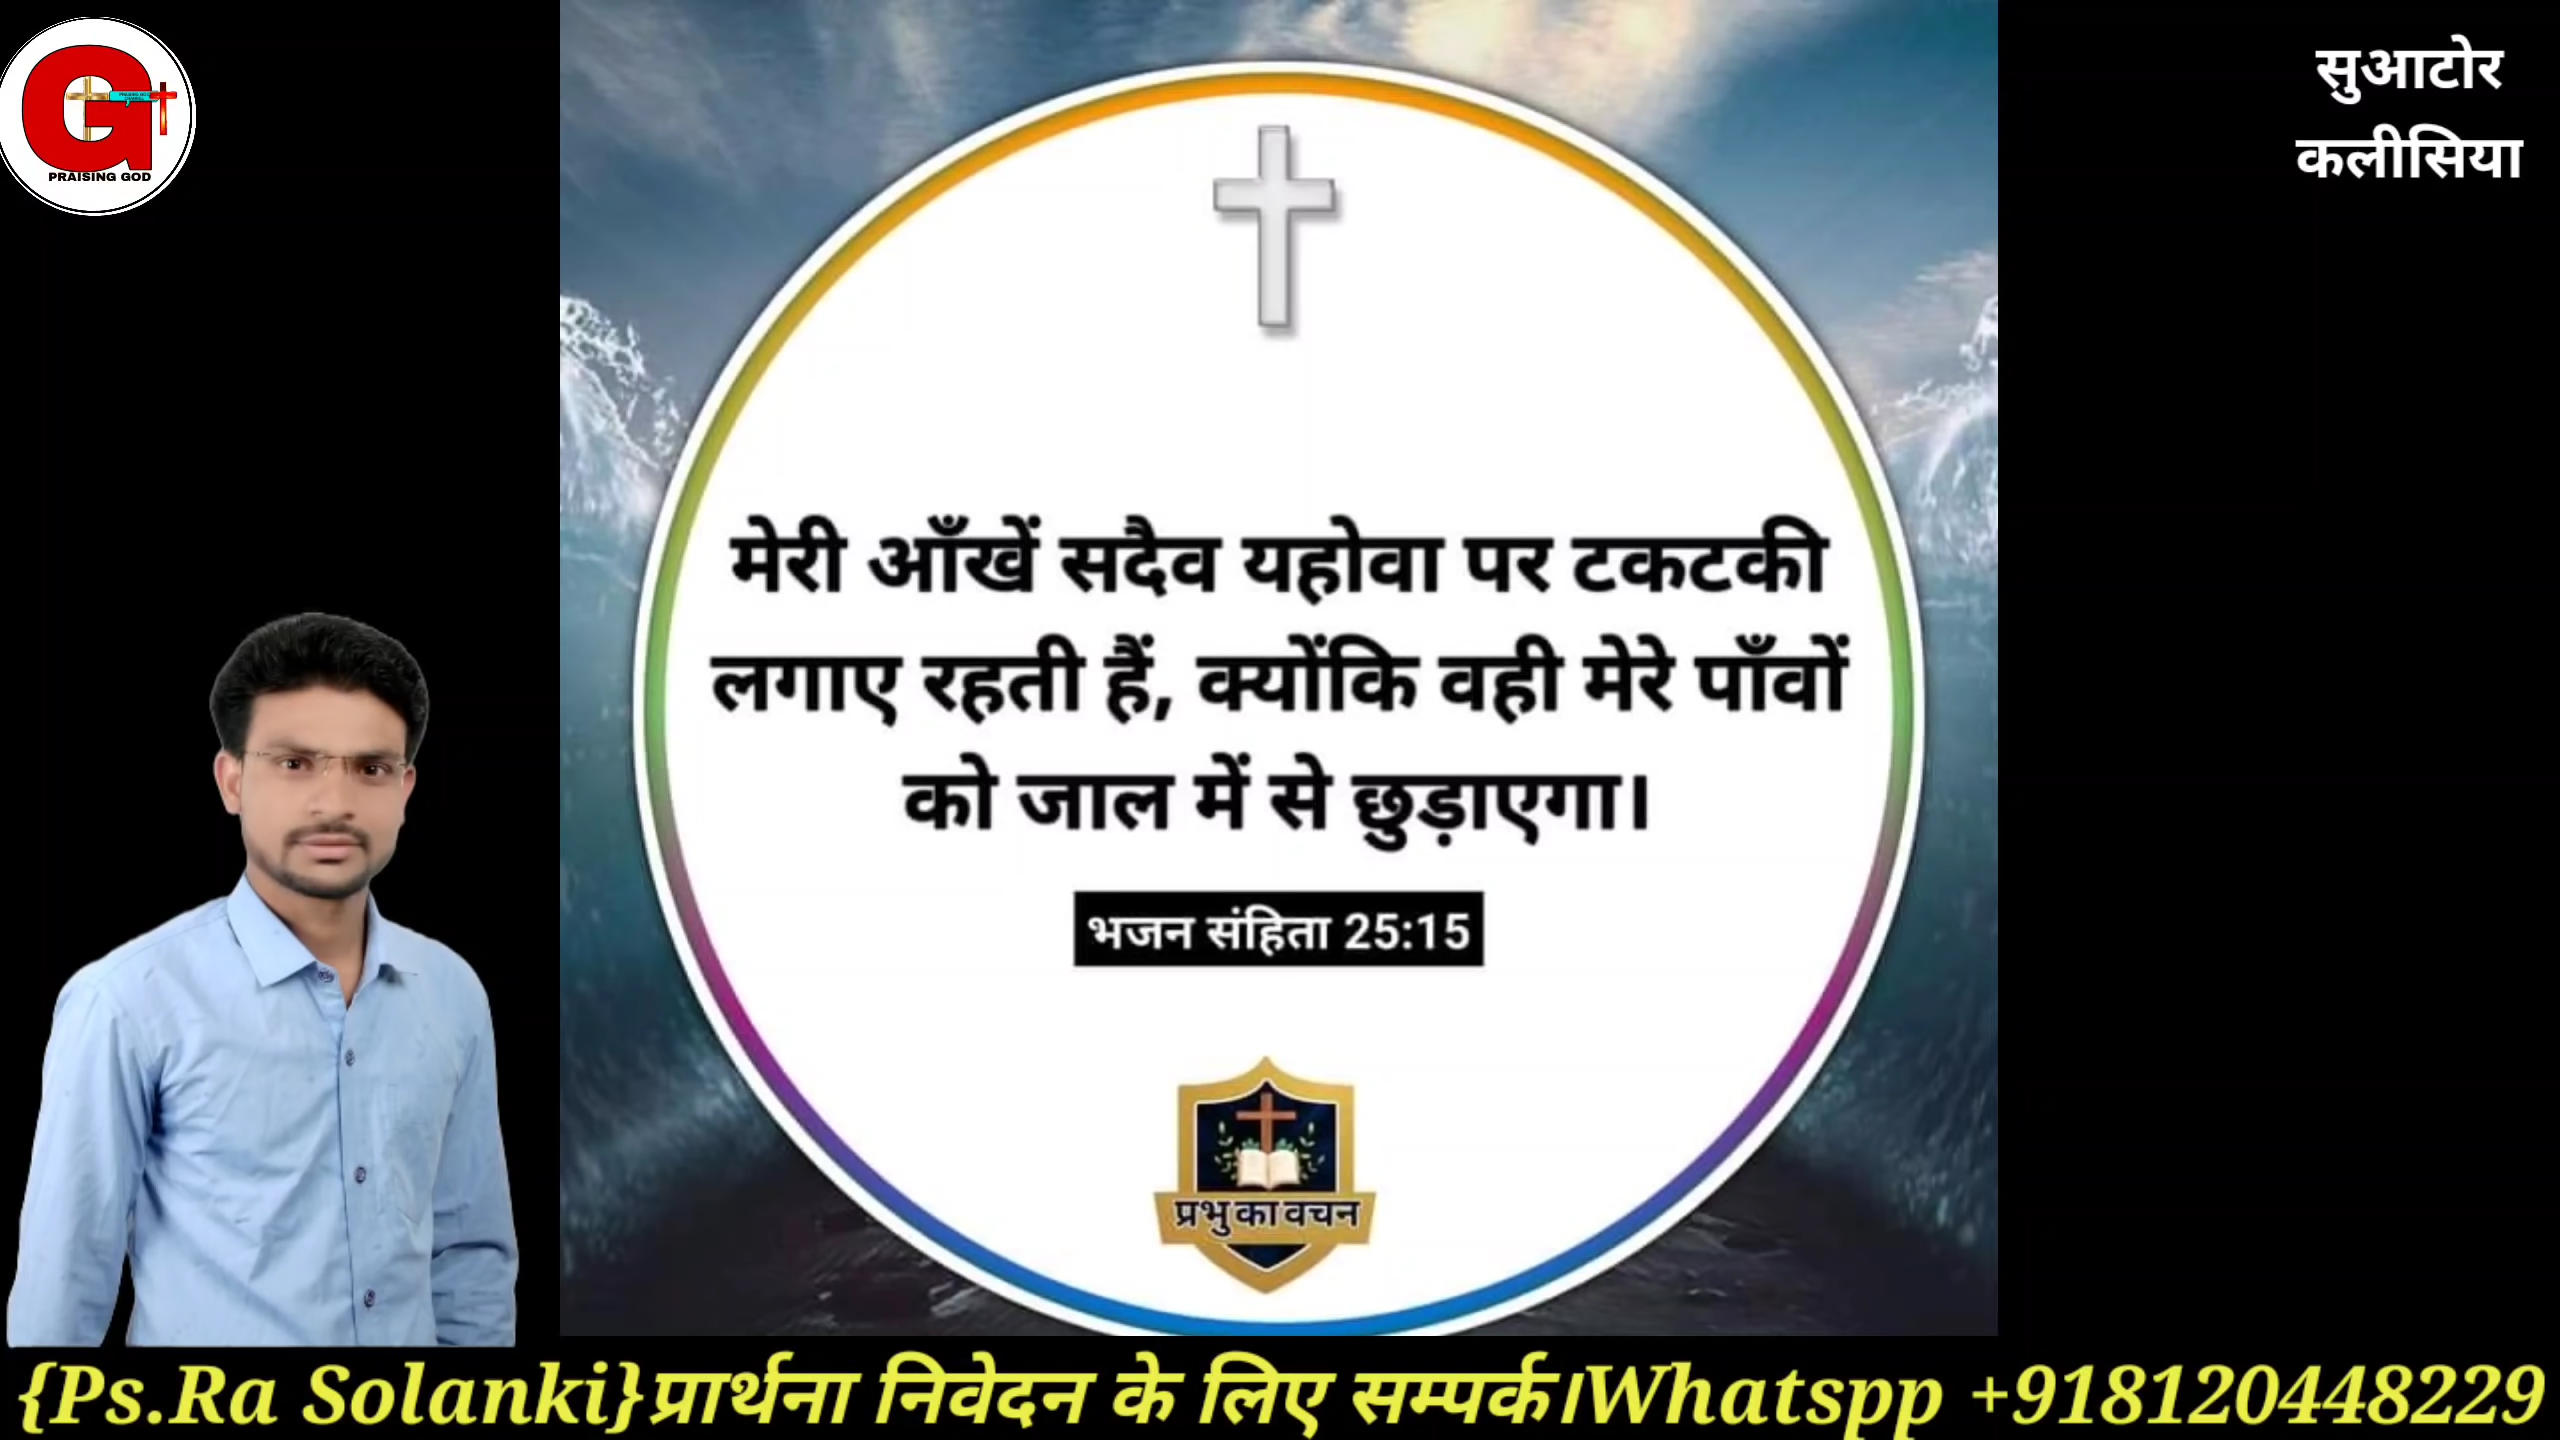 PRAISING GOD
सुआटोर
कलीसिया
मेरी आँखें सदैव यहोवा पर टकटकी
लगाए रहती हैं, क्योंकि वही मेरे पाँवों
को जाल में से छुड़ाएगा।
भजन संहिता 25:15
प्रभु का वचन
{Ps.Ra Solanki}प्रार्थना निवेदन के लिए सम्पर्क।Whatspp +918120448229